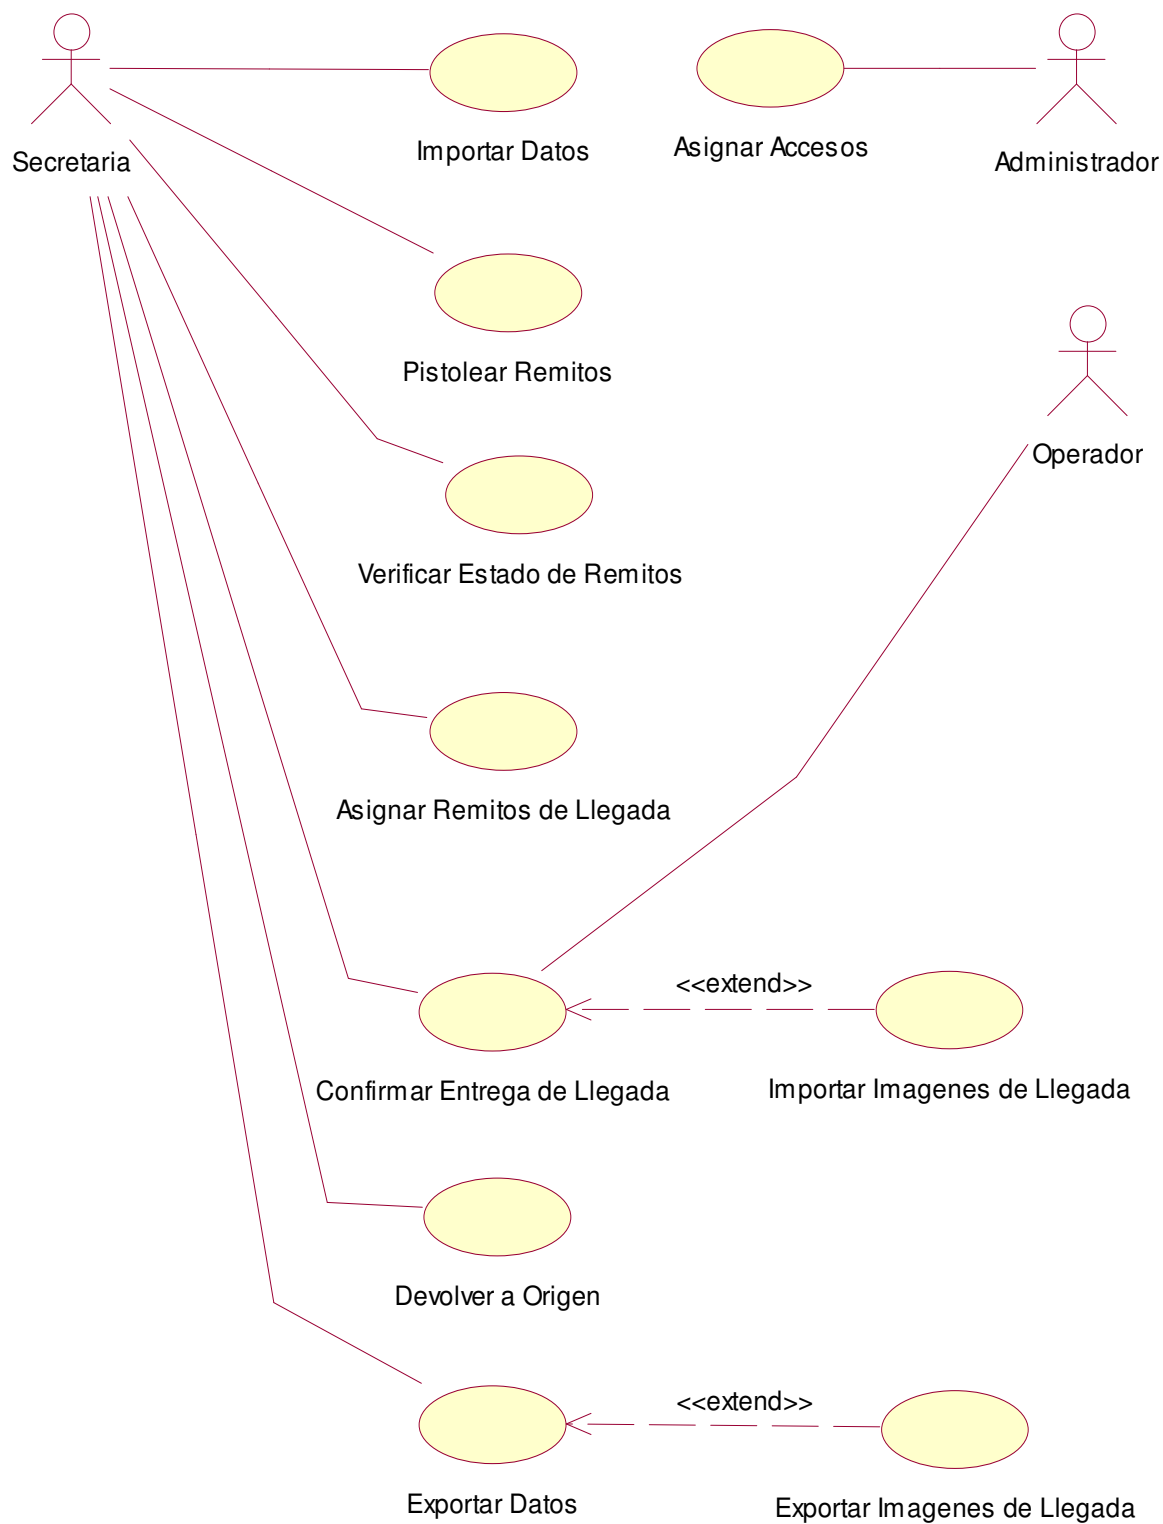 Secretaria
Importar Datos
Asignar Accesos
Administrador
Pistolear Remitos
Operador
Verificar Estado de Remitos
Asignar Remitos de Llegada
<<extend>>
Confirmar Entrega de Llegada
Importar Imagenes de Llegada
Devolver a Origen
<<extend>>
Exportar Datos
Exportar Imagenes de Llegada